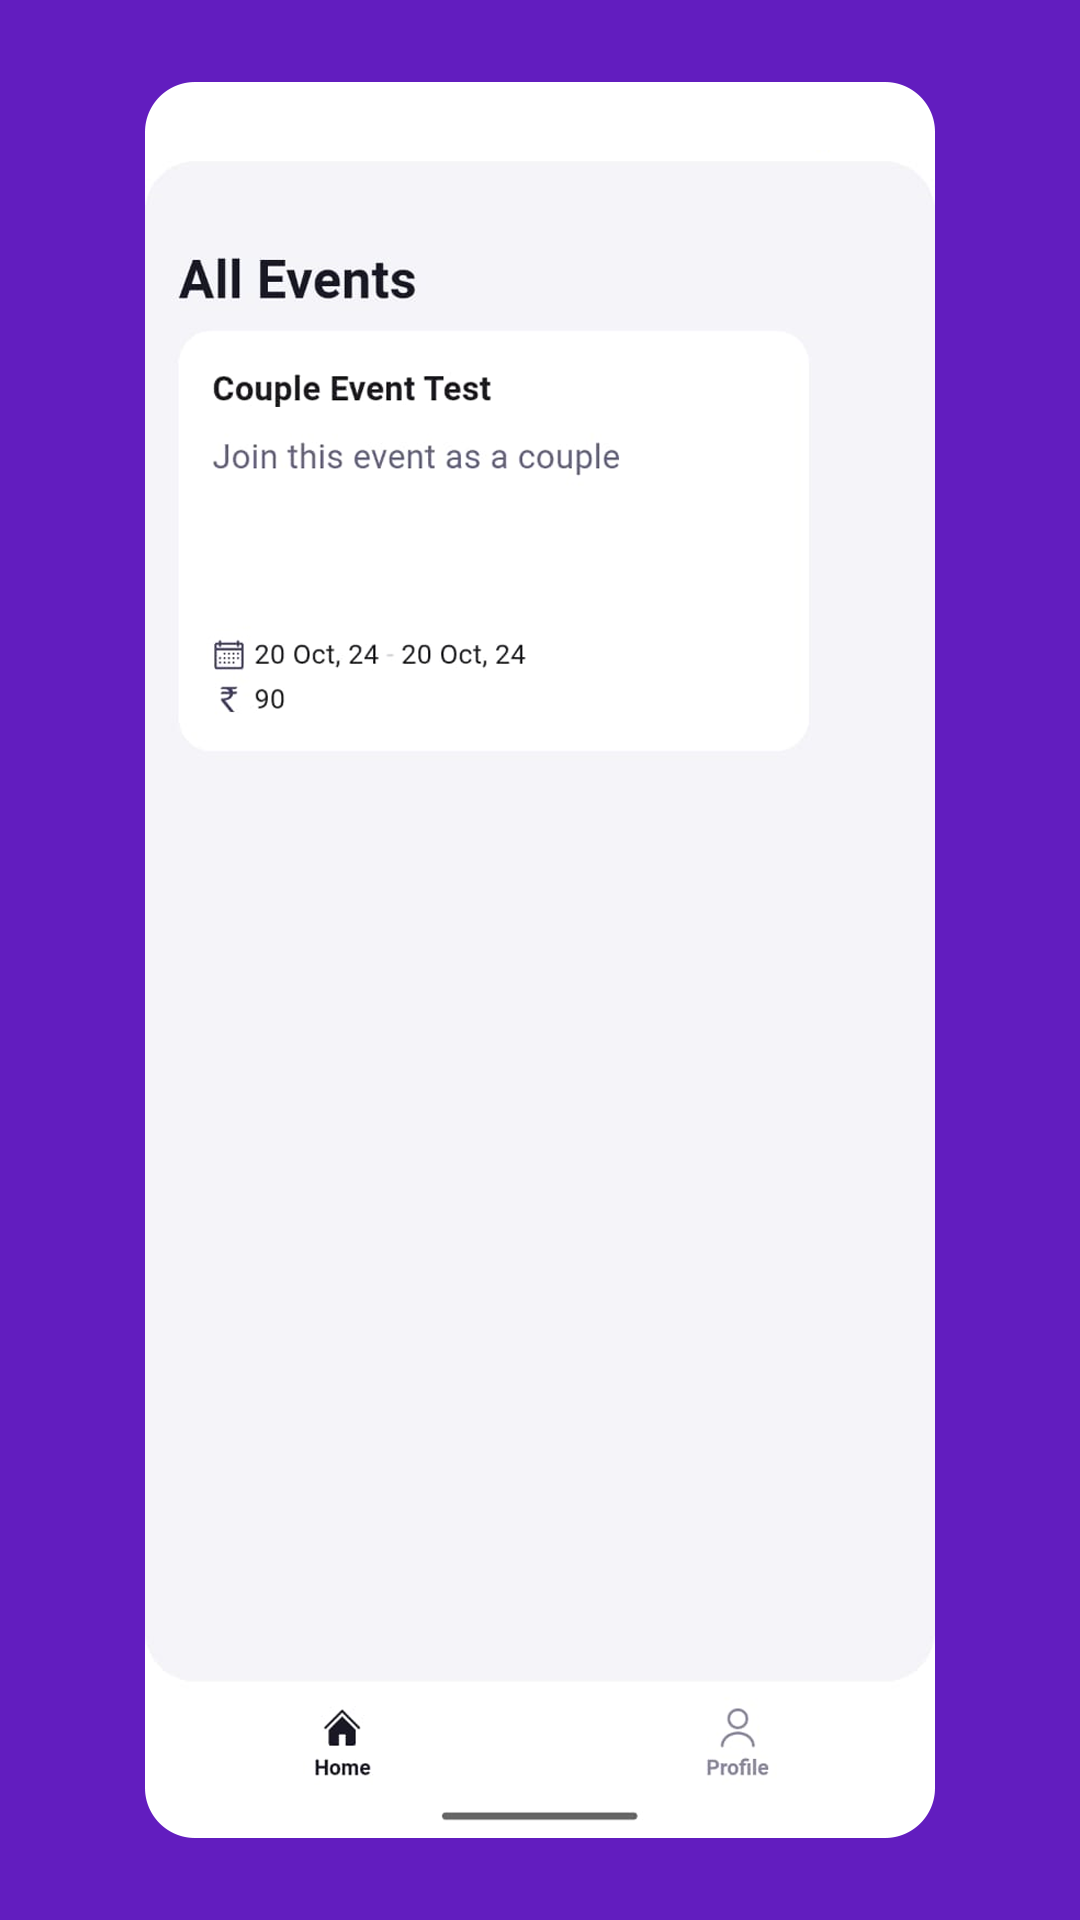 All Events
Couple Event Test
Join this event as a couple
20 Oct, 24 - 20 Oct, 24
₹ 90
Home
Profile